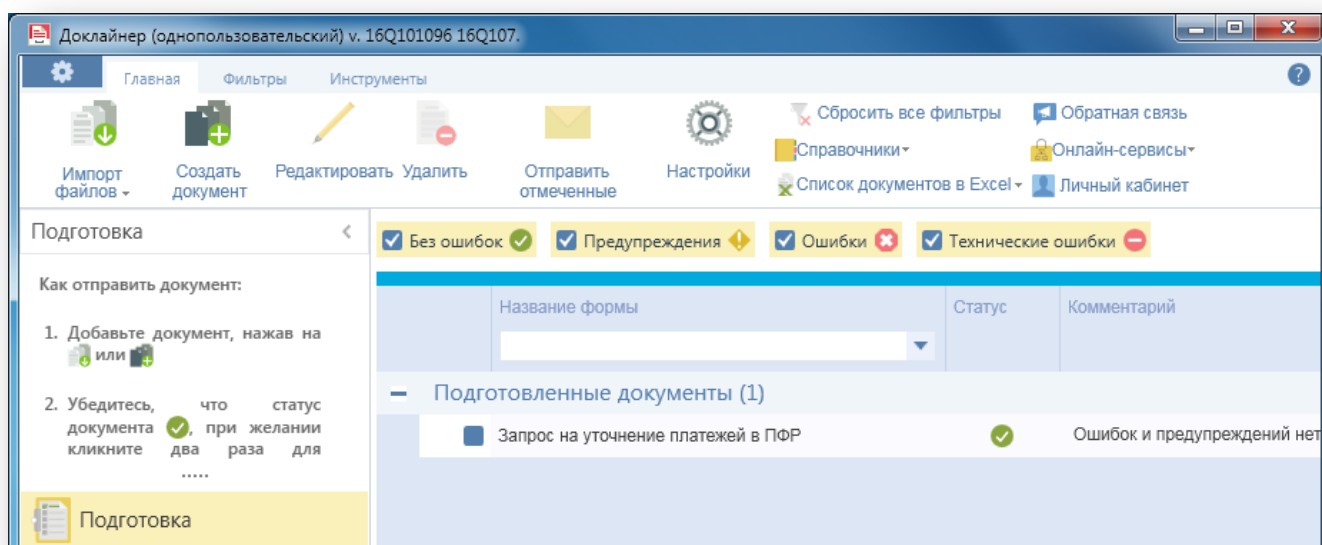 Доклайнер (однопользовательский) v. 16Q101096 16Q107.
Главная Фильтры Инструменты
Импорт файлов
Создать документ
Редактировать
Удалить
Отправить отмеченные
Настройки
Сбросить все фильтры
Справочники
Список документов в Excel
Обратная связь
Онлайн-сервисы
Личный кабинет
Подготовка
Без ошибок Предупреждения Ошибки Технические ошибки
Как отправить документ:
1. Добавьте документ, нажав на
или
2. Убедитесь, что статус
документа , при желании
кликните два раза для
.....
Подготовка
Название формы Статус Комментарий
Подготовленные документы (1)
Запрос на уточнение платежей в ПФР Ошибок и предупреждений нет